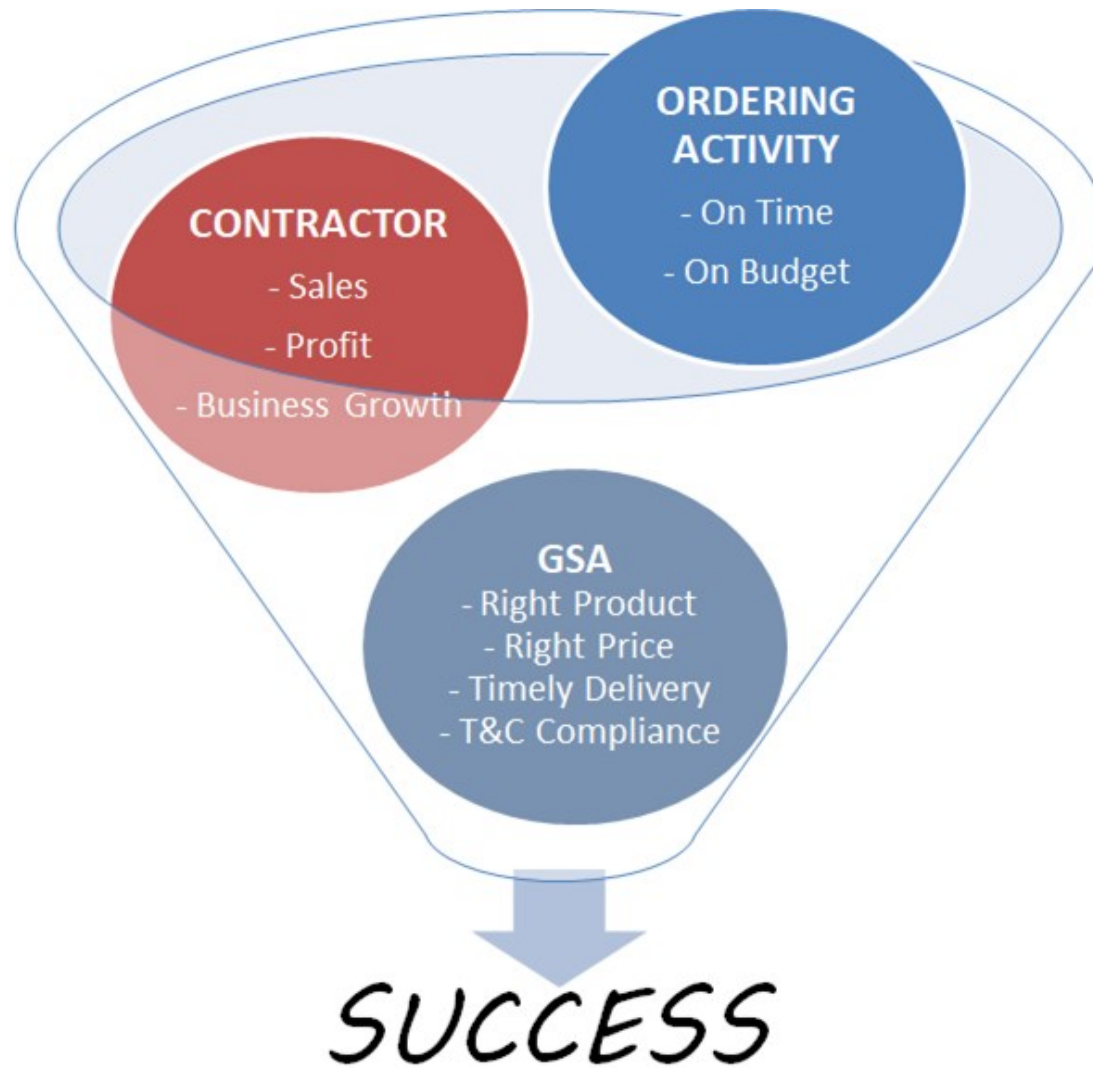 ORDERING
ACTIVITY
- On Time
- On Budget
CONTRACTOR
- Sales
- Profit
- Business Growth
GSA
- Right Product
- Right Price
- Timely Delivery
- T&C Compliance
SUCCESS